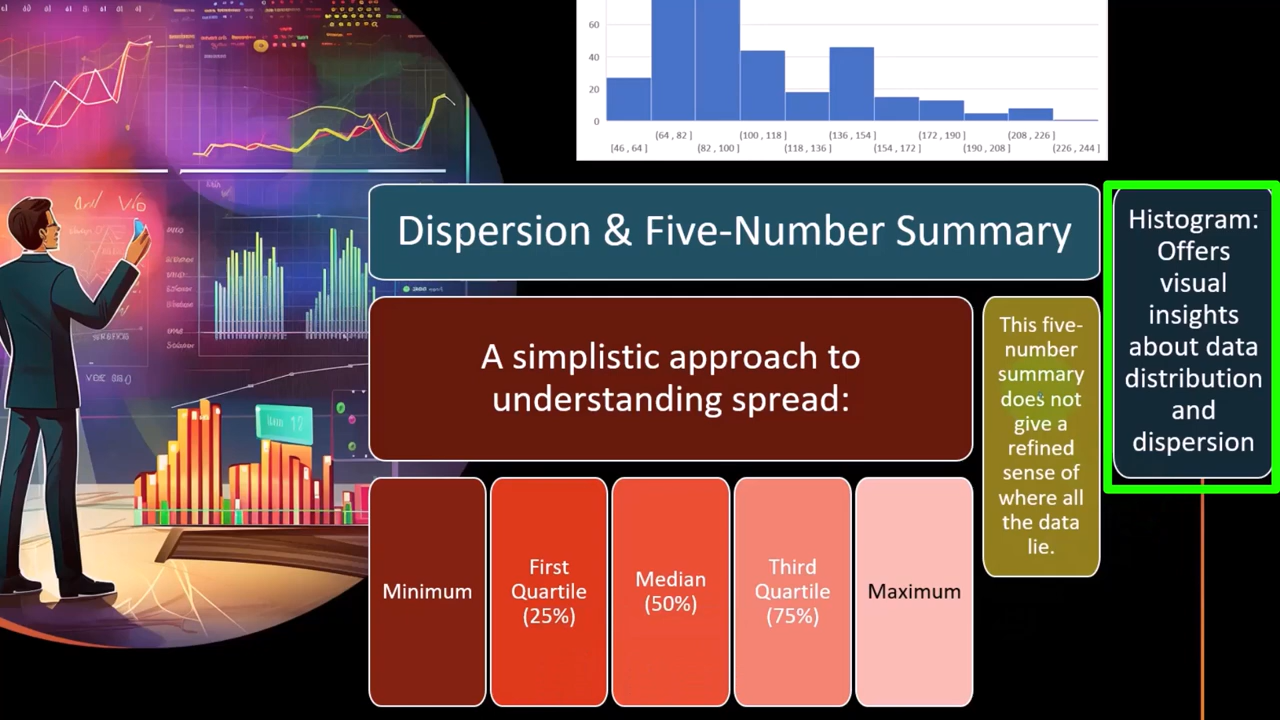 60
40
20
0
(64 , 82 ]
(100 , 118 ]
(136 , 154 ]
(172 , 190 ]
(208 , 226 ]
[46 , 64 ]
(82 , 100 ]
(118 , 136 ]
(154 , 172 ]
(190 , 208 ]
(226 , 244 ]
Dispersion & Five-Number Summary
Histogram:
Offers
visual
insights
about data
distribution
and
dispersion
A simplistic approach to
understanding spread:
This five-
number
summary
does not
give a
refined
sense of
where all
the data
lie.
Minimum
First
Quartile
(25%)
Median
(50%)
Third
Quartile
(75%)
Maximum